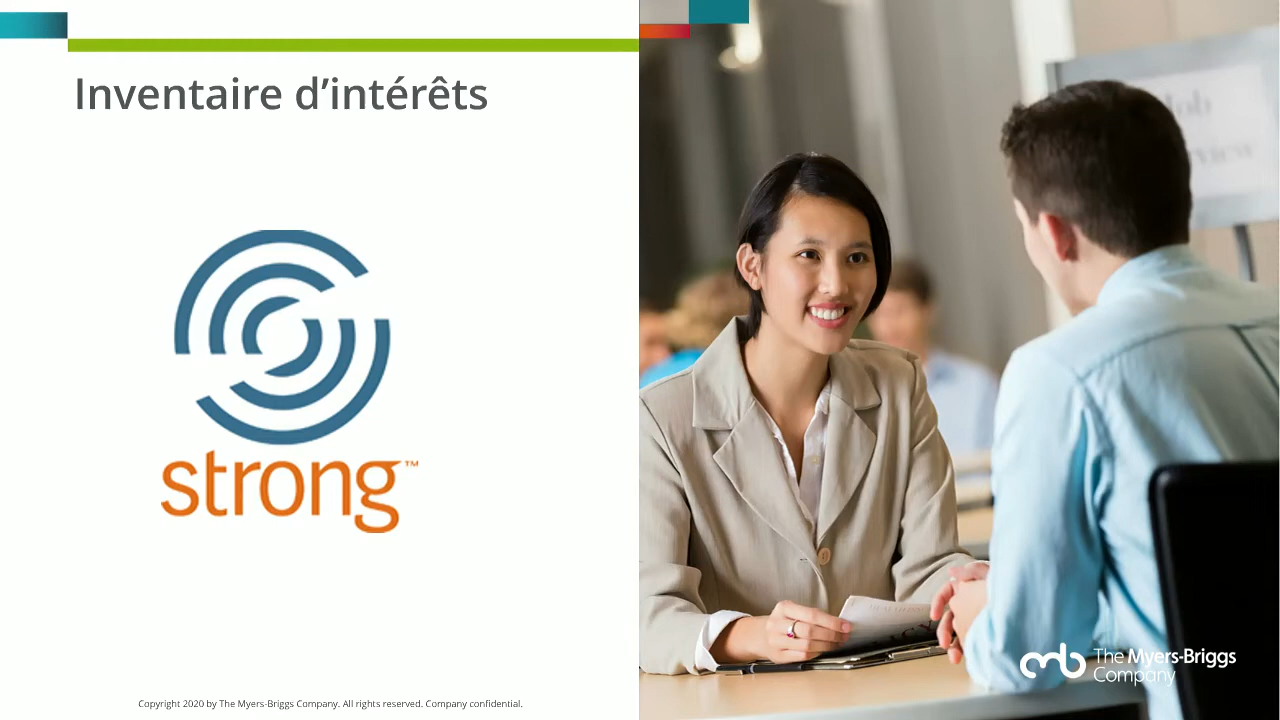 Inventaire d’intérêts
strong™
Copyright 2020 by The Myers-Briggs Company. All rights reserved. Company confidential.
Job
The Myers-Briggs
Company